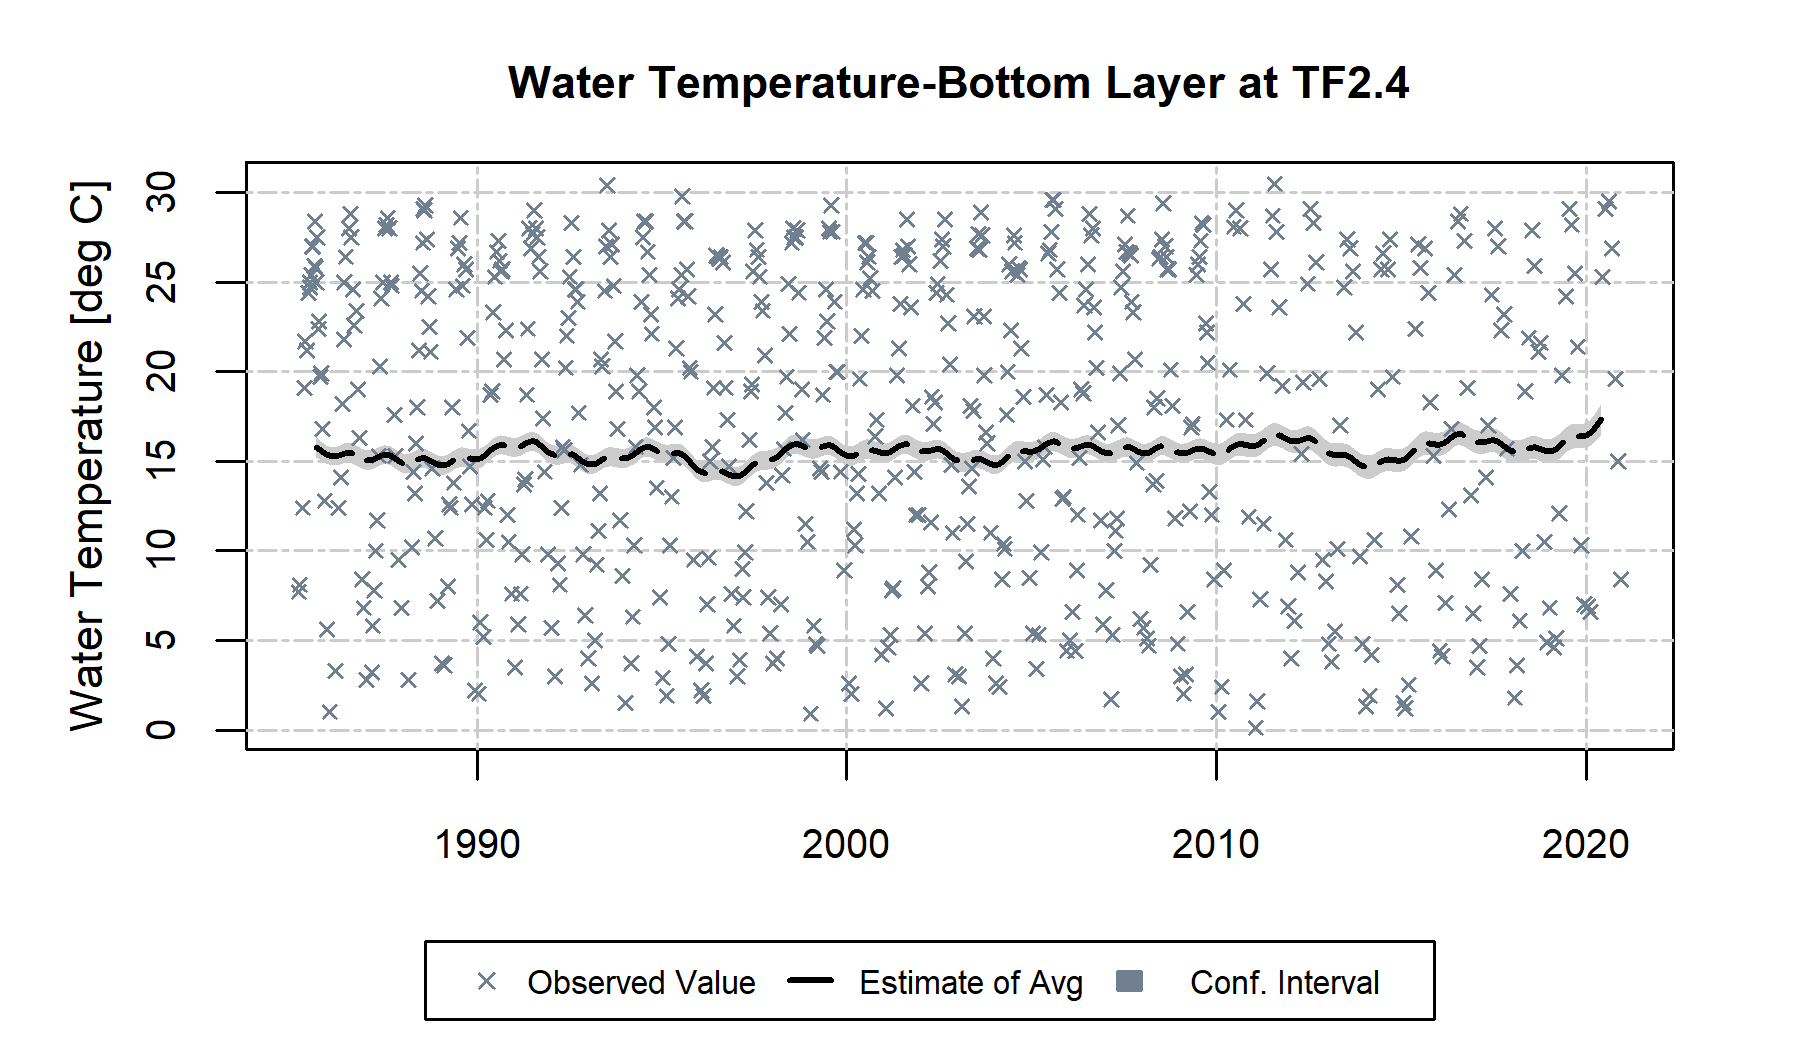 Water Temperature-Bottom Layer at TF2.4
Water Temperature [deg C]
30
25
20
15
10
5
0
1990 2000 2010 2020
Observed Value Estimate of Avg Conf. Interval